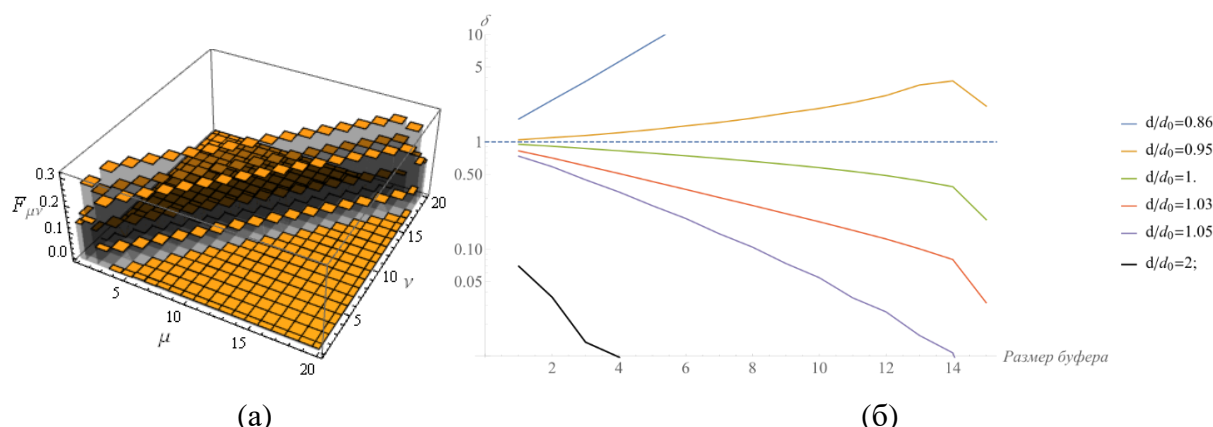 0.3
0.2
F_μν
0.1
0.0
5
10
μ
15
20
5
10
ν
15
20
δ
10
5
1
0.50
0.10
0.05
2
4
6
8
10
12
14
Размер буфера
d/d₀=0.86
d/d₀=0.95
d/d₀=1.
d/d₀=1.03
d/d₀=1.05
d/d₀=2;
(а)
(б)